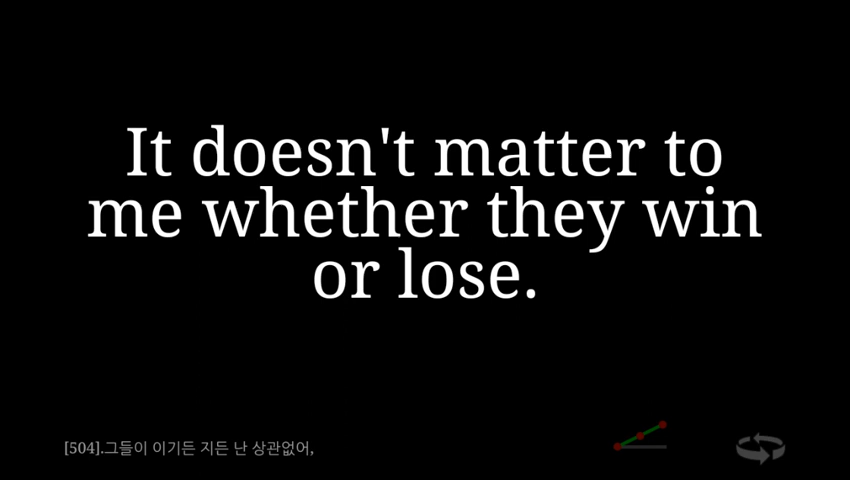 It doesn't matter to
me whether they win
or lose.
[504].그들이 이기든 지든 난 상관없어,